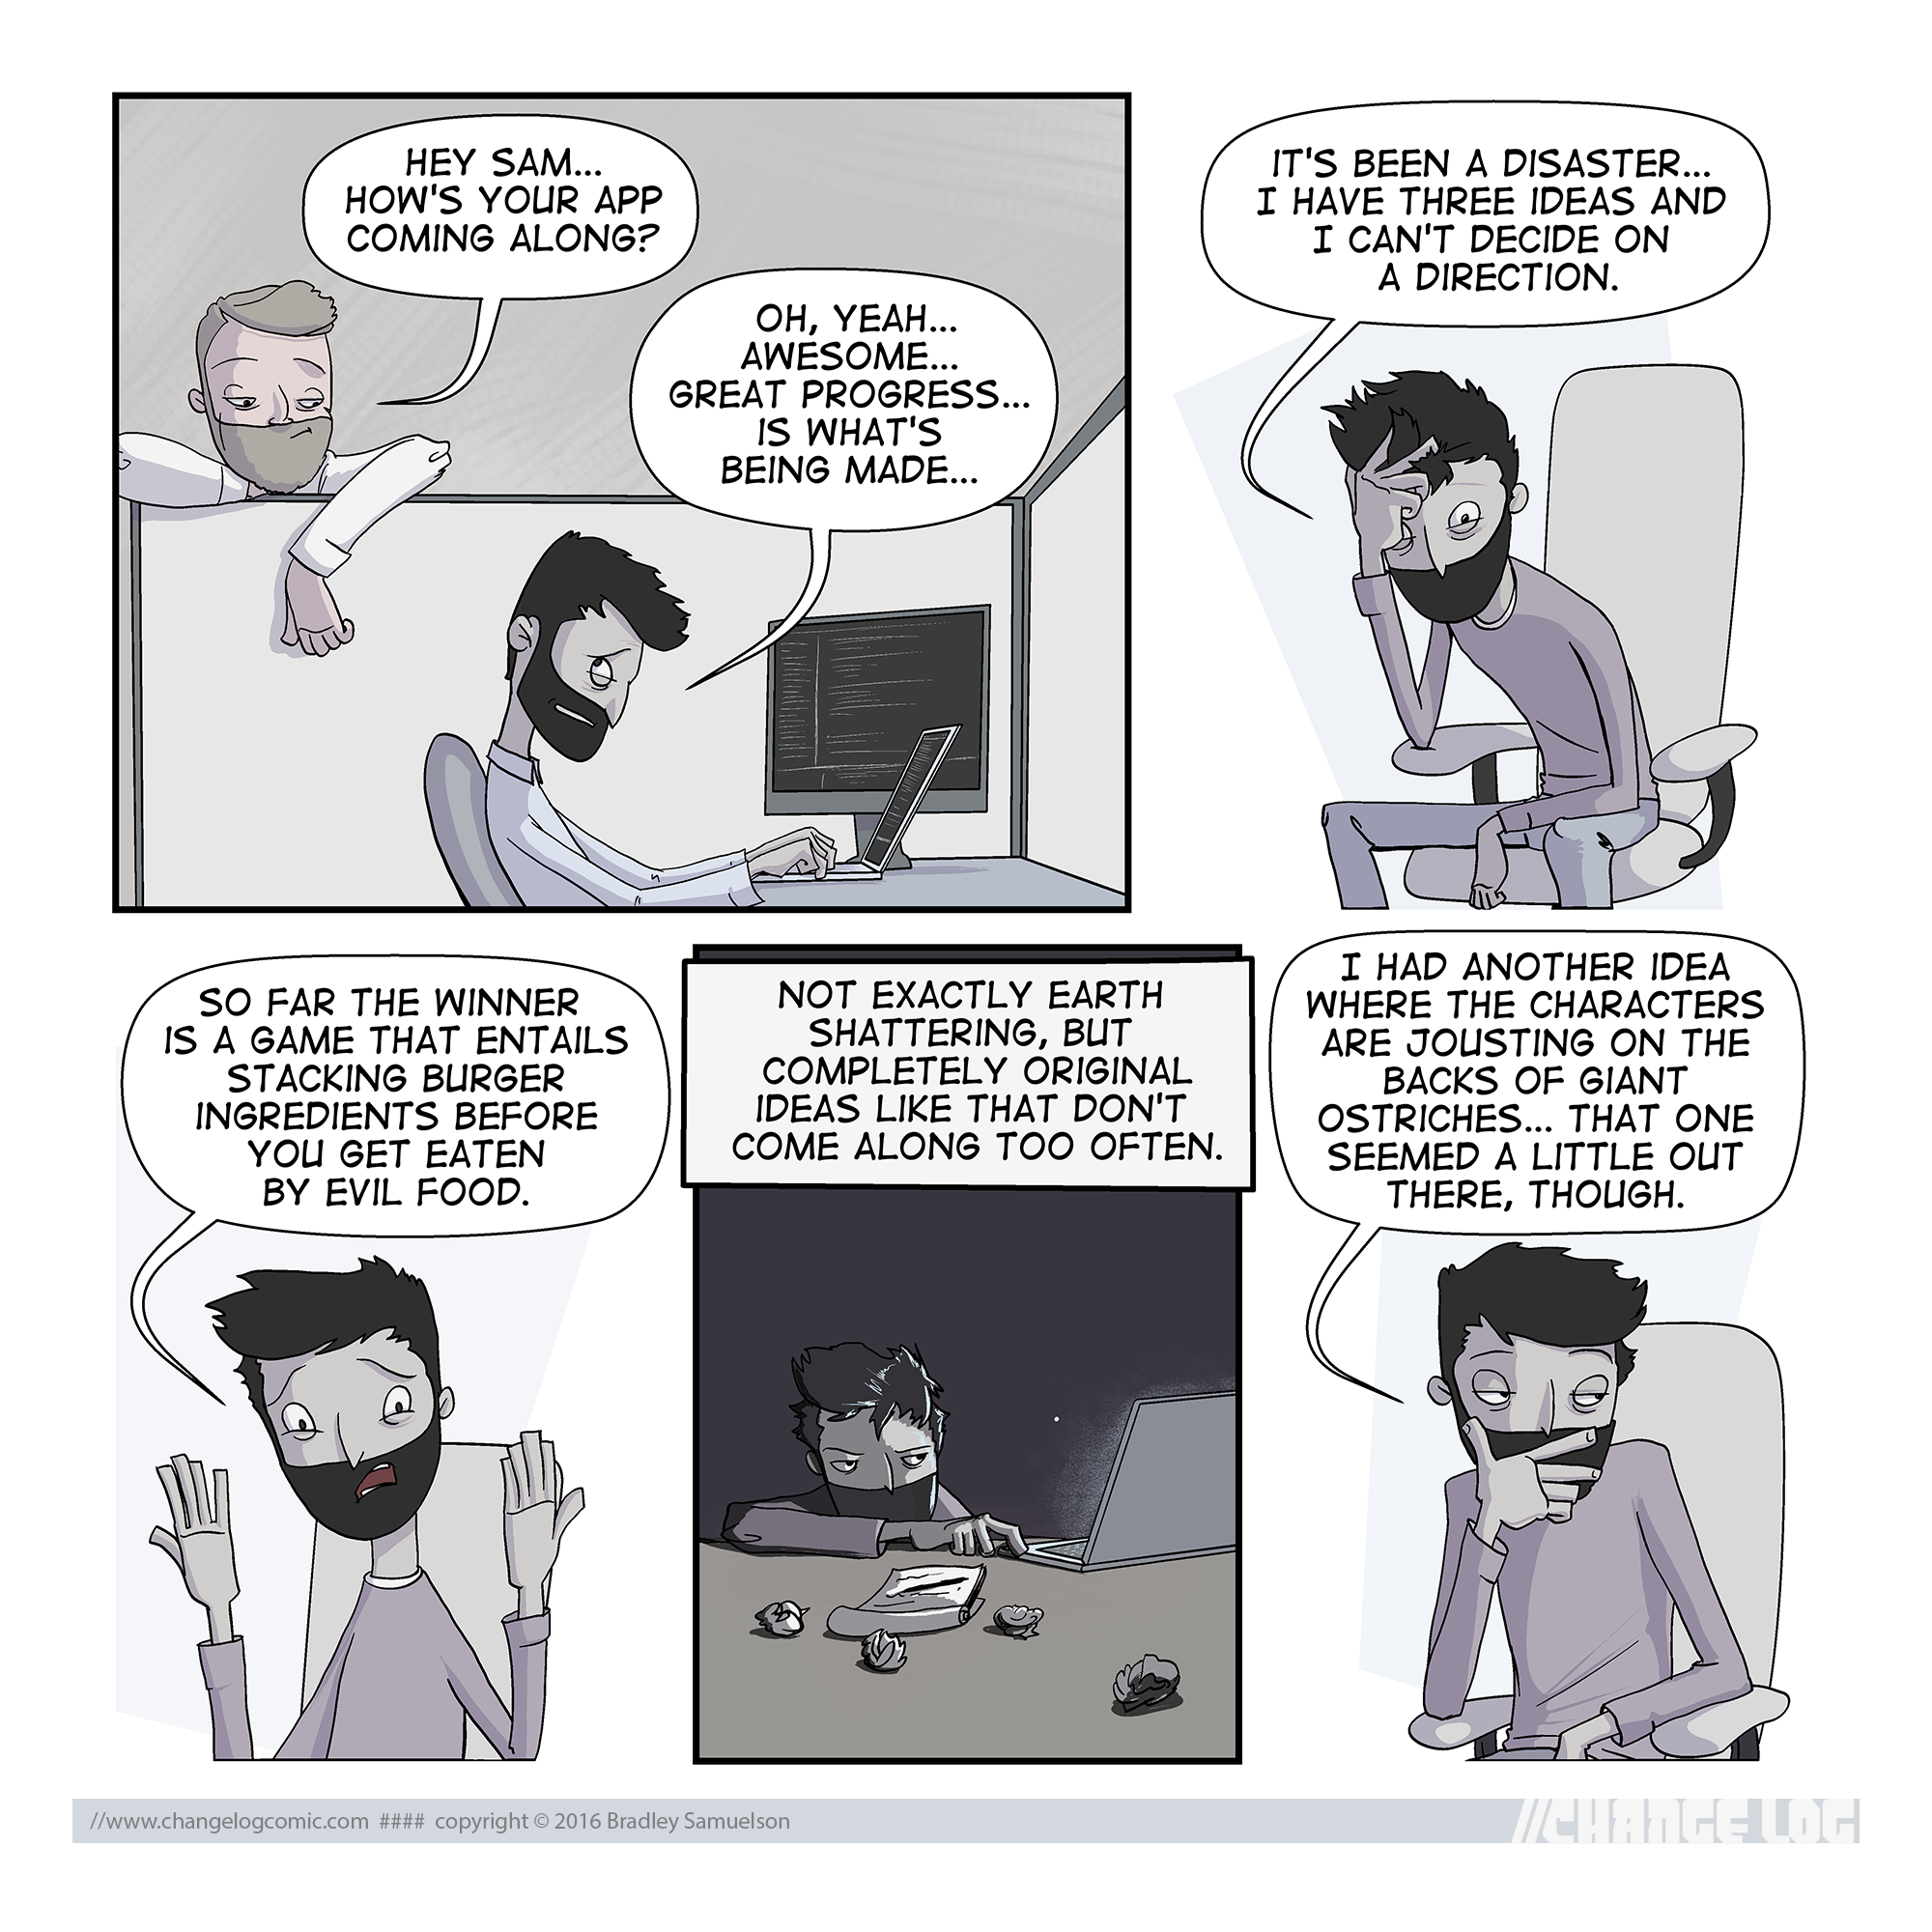 HEY SAM...
HOW'S YOUR APP
COMING ALONG?
OH, YEAH...
AWESOME...
GREAT PROGRESS...
IS WHAT'S
BEING MADE...
IT'S BEEN A DISASTER...
I HAVE THREE IDEAS AND
I CAN'T DECIDE ON
A DIRECTION.
SO FAR THE WINNER
IS A GAME THAT ENTAILS
STACKING BURGER
INGREDIENTS BEFORE
YOU GET EATEN
BY EVIL FOOD.
NOT EXACTLY EARTH
SHATTERING, BUT
COMPLETELY ORIGINAL
IDEAS LIKE THAT DON'T
COME ALONG TOO OFTEN.
I HAD ANOTHER IDEA
WHERE THE CHARACTERS
ARE JOUSTING ON THE
BACKS OF GIANT
OSTRICHES... THAT ONE
SEEMED A LITTLE OUT
THERE, THOUGH.
//www.changelogcomic.com #### copyright © 2016 Bradley Samuelson
//CHANGE LOG